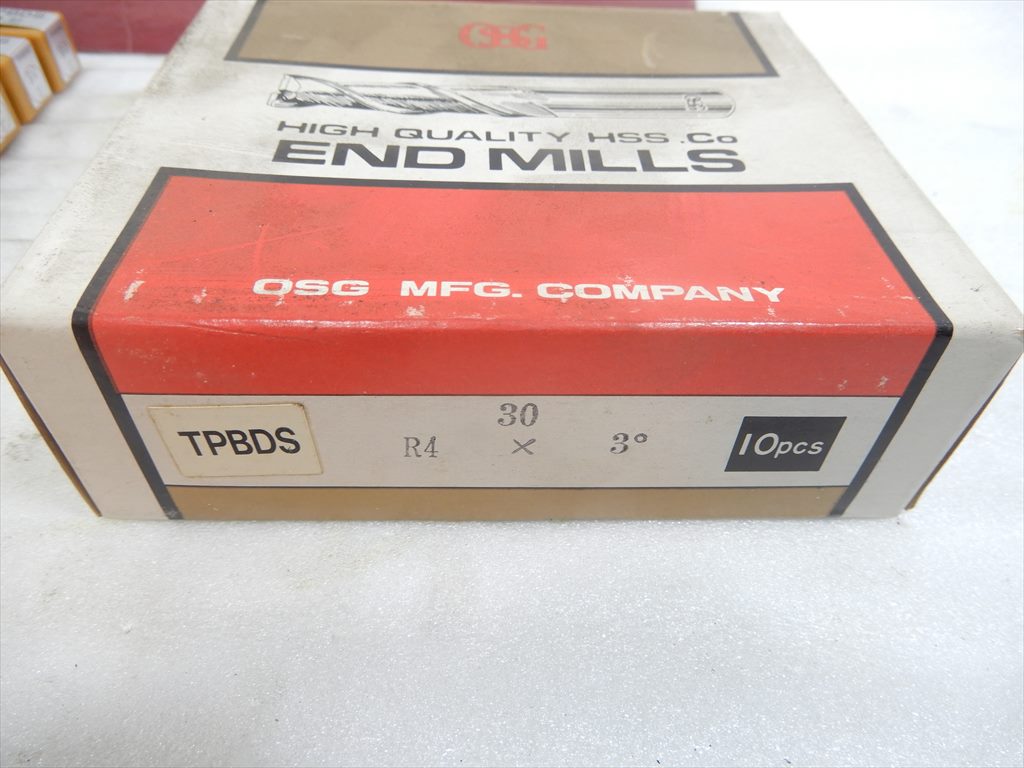 OSG
HIGH QUALITY HSS.Co
END MILLS
OSG MFG. COMPANY
TPBDS
30
R4 × 3°
10pcs